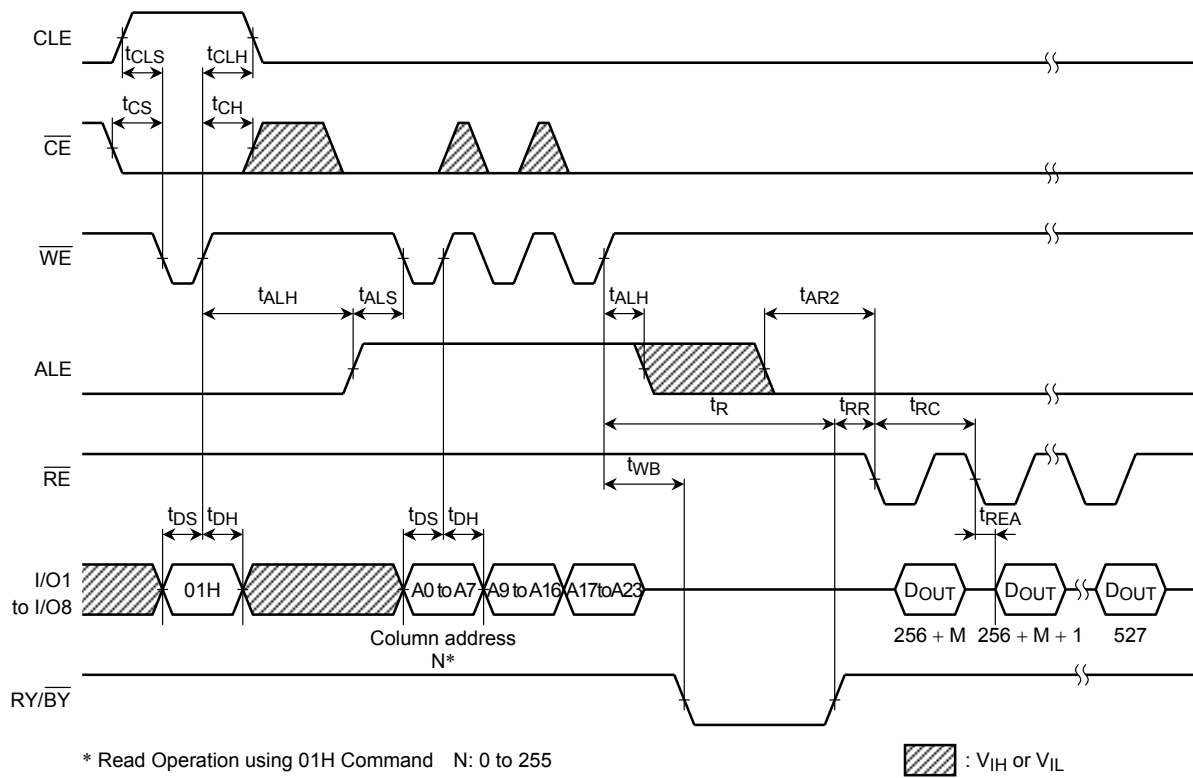 CLE
tCLS tCLH
tCS tCH
CE
WE
tALH tALS tALH tAR2
ALE
tR tRR tRC
RE
tWB
tDS tDH tDS tDH tREA
I/O1
to I/O8
01H A0 to A7 A9 to A16 A17 to A23 DOUT DOUT DOUT
256 + M 256 + M + 1 527
Column address
N*
RY/BY
* Read Operation using 01H Command N: 0 to 255
: VIH or VIL